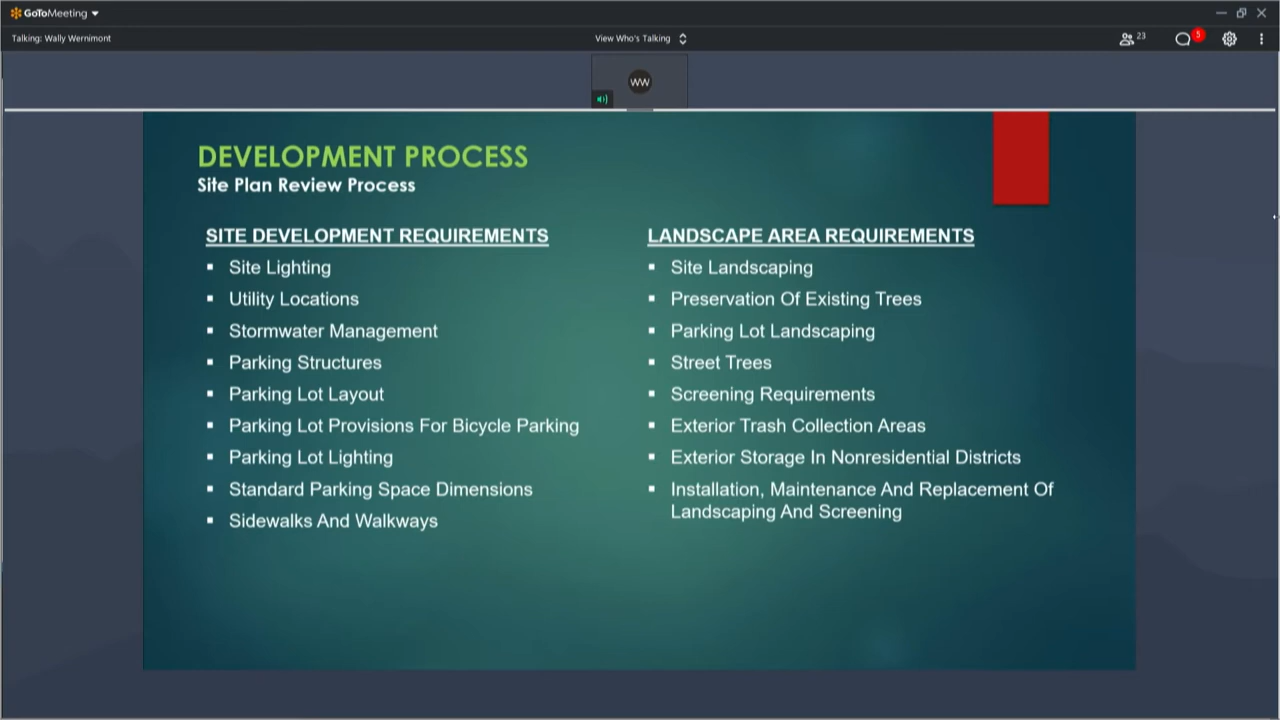 GoToMeeting
Talking: Wally Wernimont
View Who's Talking
23
5
WW
DEVELOPMENT PROCESS
Site Plan Review Process
SITE DEVELOPMENT REQUIREMENTS
Site Lighting
Utility Locations
Stormwater Management
Parking Structures
Parking Lot Layout
Parking Lot Provisions For Bicycle Parking
Parking Lot Lighting
Standard Parking Space Dimensions
Sidewalks And Walkways
LANDSCAPE AREA REQUIREMENTS
Site Landscaping
Preservation Of Existing Trees
Parking Lot Landscaping
Street Trees
Screening Requirements
Exterior Trash Collection Areas
Exterior Storage In Nonresidential Districts
Installation, Maintenance And Replacement Of
Landscaping And Screening